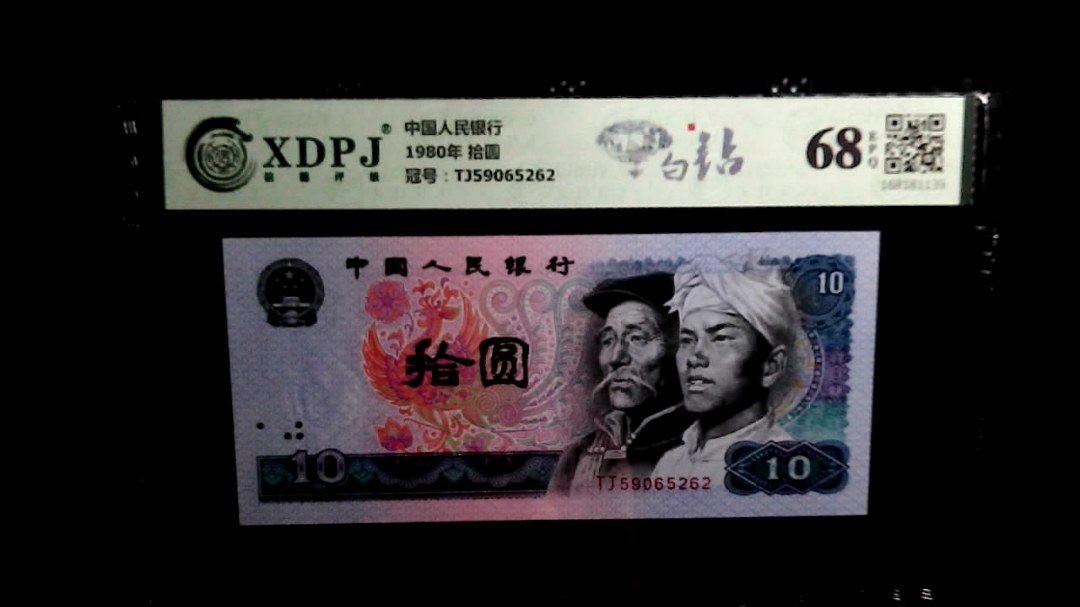 XDPJ®
中国人民银行
1980年 拾圆
冠号：TJ59065262
白钻
68
EPQ
中国人民银行
10
拾圆
10
TJ59065262
10